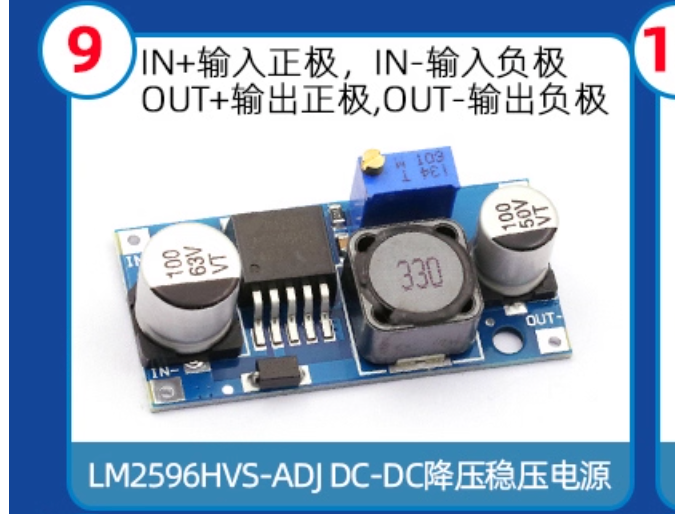 9
1
IN+输入正极，IN-输入负极
OUT+输出正极,OUT-输出负极
100
63V
VT
330
100
50V
VT
OUT-
IN-
LM2596HVS-ADJ DC-DC降压稳压电源